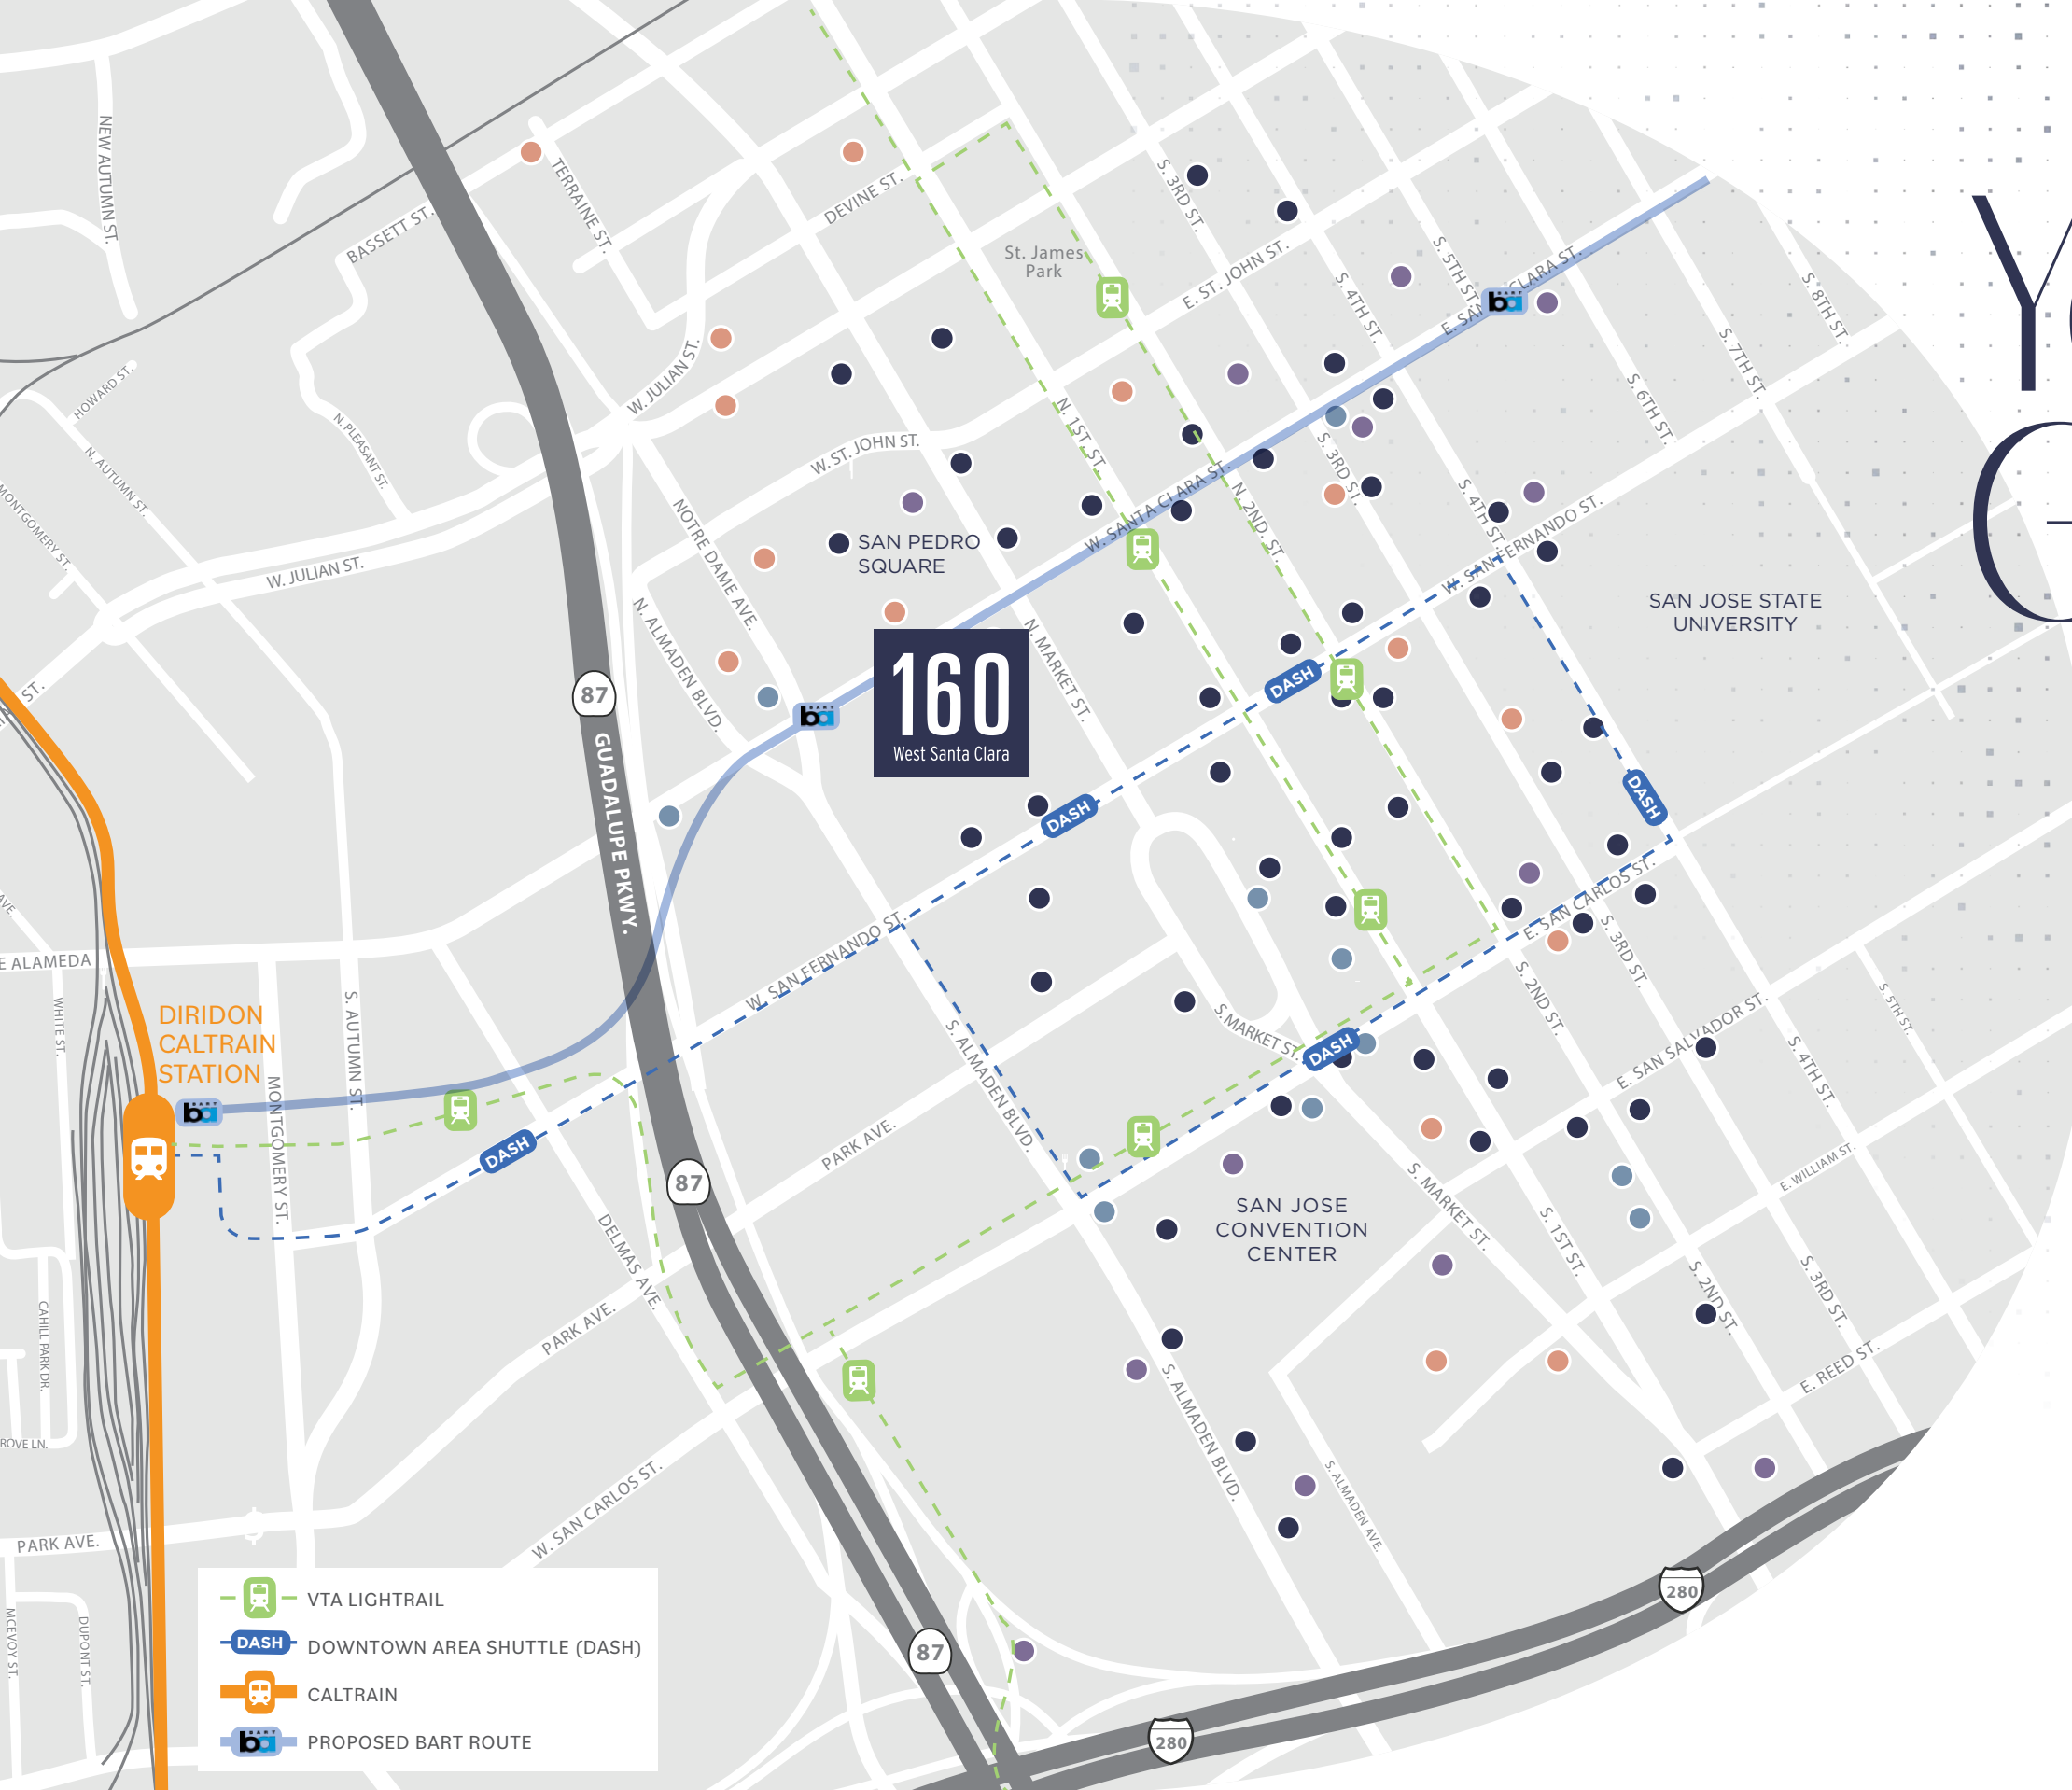 NEW AUTUMN ST.
BASSETT ST.
TERRAINE ST.
DEVINE ST.
S. 3RD ST.
St. James
Park
E. ST. JOHN ST.
S. 4TH ST.
S. 5TH ST.
E. SANTA CLARA ST.
S. 8TH ST.
S. 7TH ST.
S. 6TH ST.
HOWARD ST.
N. PLEASANT ST.
W. JULIAN ST.
N. AUTUMN ST.
MONTGOMERY ST.
W. JULIAN ST.
W. ST. JOHN ST.
N. 1ST. ST.
S. 3RD ST.
W. SANTA CLARA ST.
N. 2ND. ST.
S. 4TH ST.
W. SAN FERNANDO ST.
NOTRE DAME AVE.
SAN PEDRO
SQUARE
SAN JOSE STATE
UNIVERSITY
N. ALMADEN BLVD.
N. MARKET ST.
160
West Santa Clara
87
GUADALUPE PKWY.
ST.
DASH
DASH
DASH
AVE.
E ALAMEDA
WHITE ST.
DIRIDON
CALTRAIN
STATION
S. AUTUMN ST.
MONTGOMERY ST.
W. SAN FERNANDO ST.
S. ALMADEN BLVD.
S. MARKET ST.
DASH
E. SAN CARLOS ST.
S. 3RD ST.
S. 2ND ST.
E. SAN SALVADOR ST.
S. 5TH ST.
S. 4TH ST.
DASH
PARK AVE.
87
DELMAS AVE.
PARK AVE.
SAN JOSE
CONVENTION
CENTER
S. MARKET ST.
S. 1ST ST.
E. WILLIAM ST.
S. 2ND ST.
S. 3RD ST.
E. REED ST.
CAHILL PARK DR.
ROVE LN.
PARK AVE.
W. SAN CARLOS ST.
S. ALMADEN BLVD.
S. ALMADEN AVE.
MCEVOY ST.
DUPONT ST.
87
280
280
VTA LIGHTRAIL
DASH
DOWNTOWN AREA SHUTTLE (DASH)
CALTRAIN
BART
ba
PROPOSED BART ROUTE